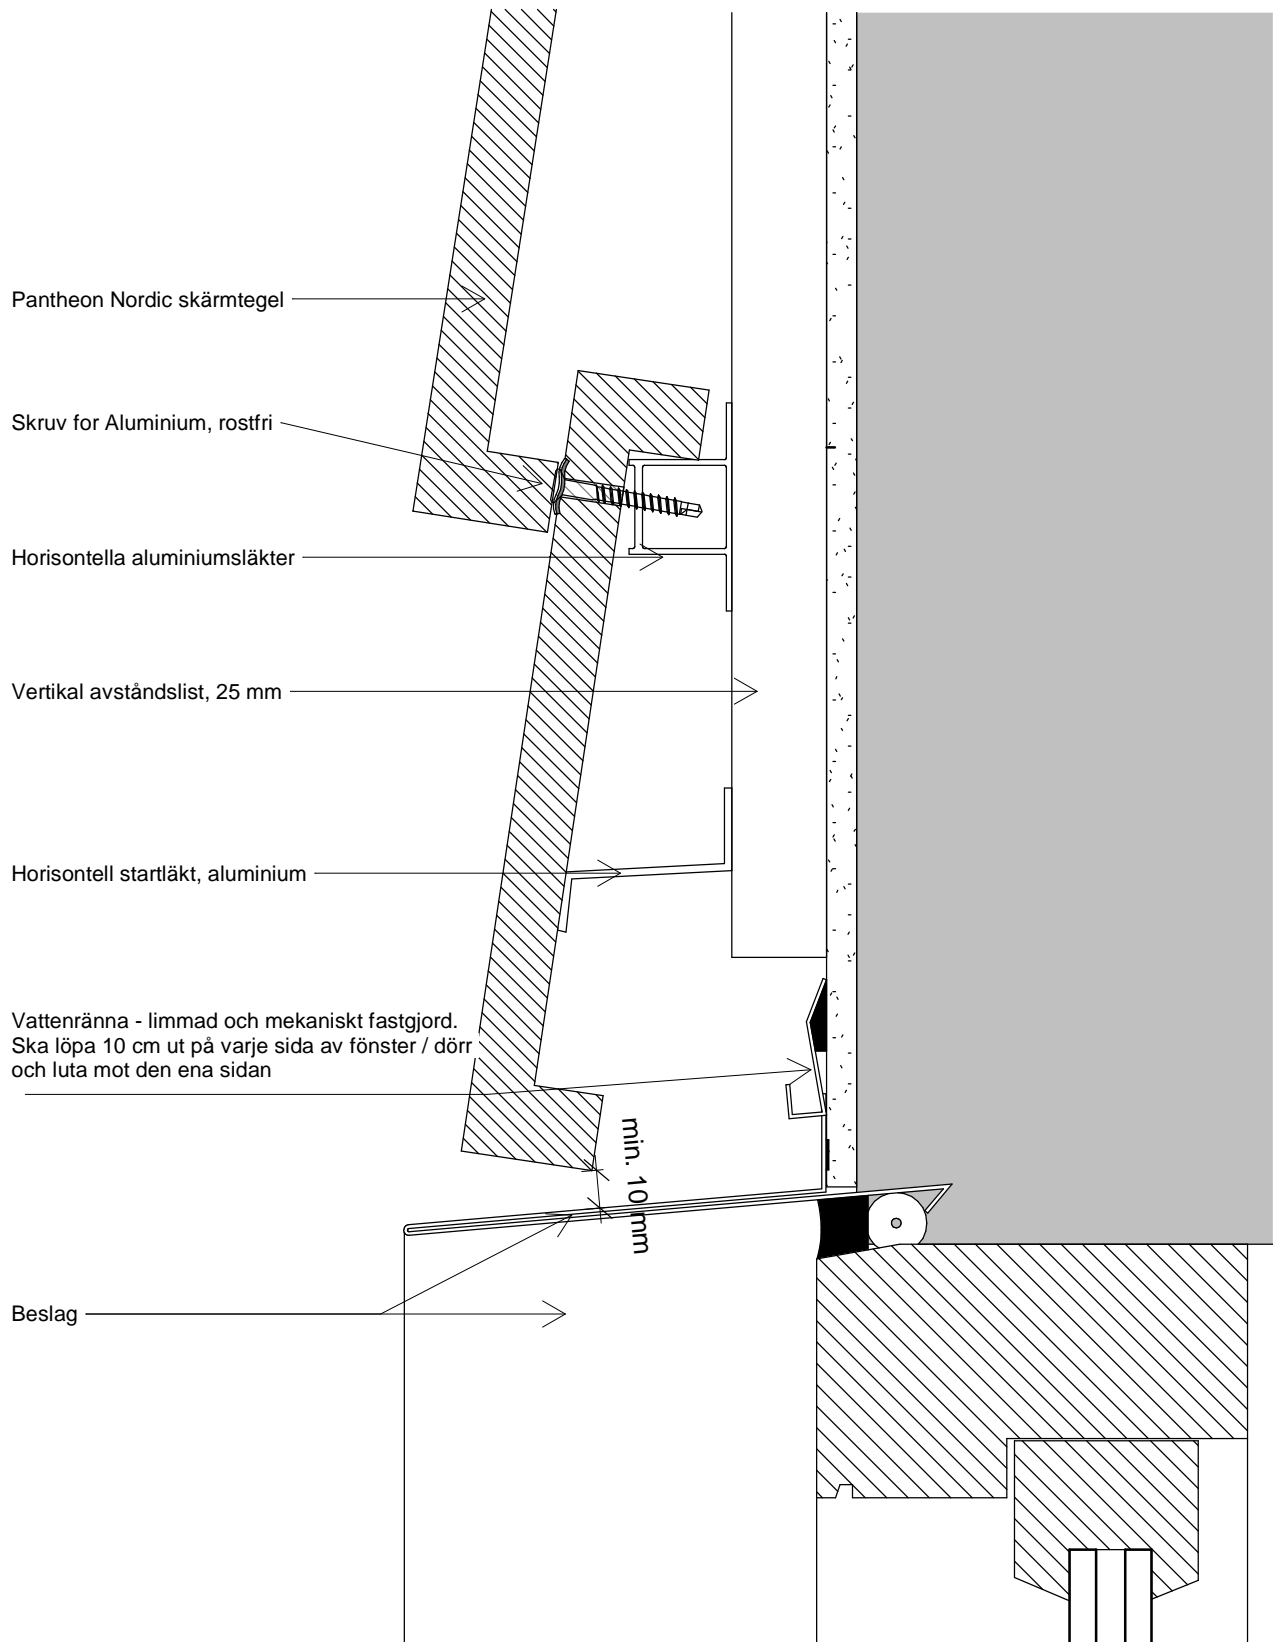 Pantheon Nordic skärmtegel
Skruv for Aluminium, rostfri
Horisontella aluminiumsläkter
Vertikal avståndslist, 25 mm
Horisontell startläkt, aluminium
Vattenränna - limmad och mekaniskt fastgjord.
Ska löpa 10 cm ut på varje sida av fönster / dörr
och luta mot den ena sidan
min. 10 mm
Beslag